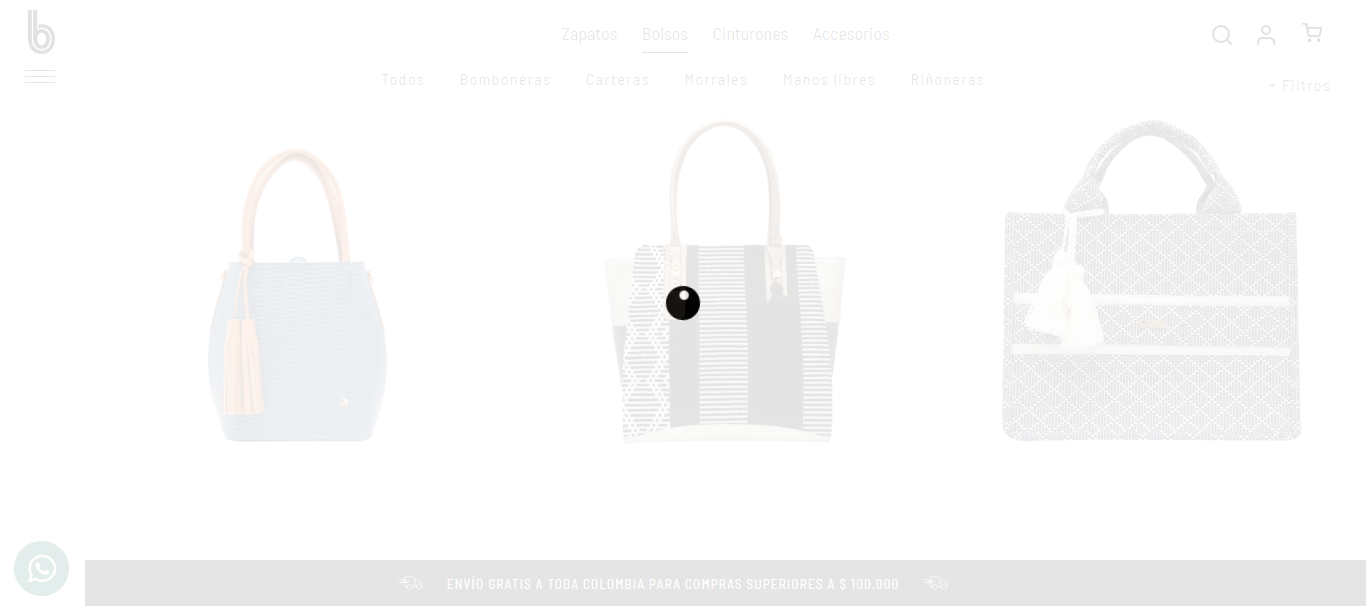 b
Zapatos Bolsos Cinturones Accesorios
Todos Bomboneras Carteras Morrales Manos libres Riñoneras
+ Filtros
ENVÍO GRATIS A TODA COLOMBIA PARA COMPRAS SUPERIORES A $ 100.000